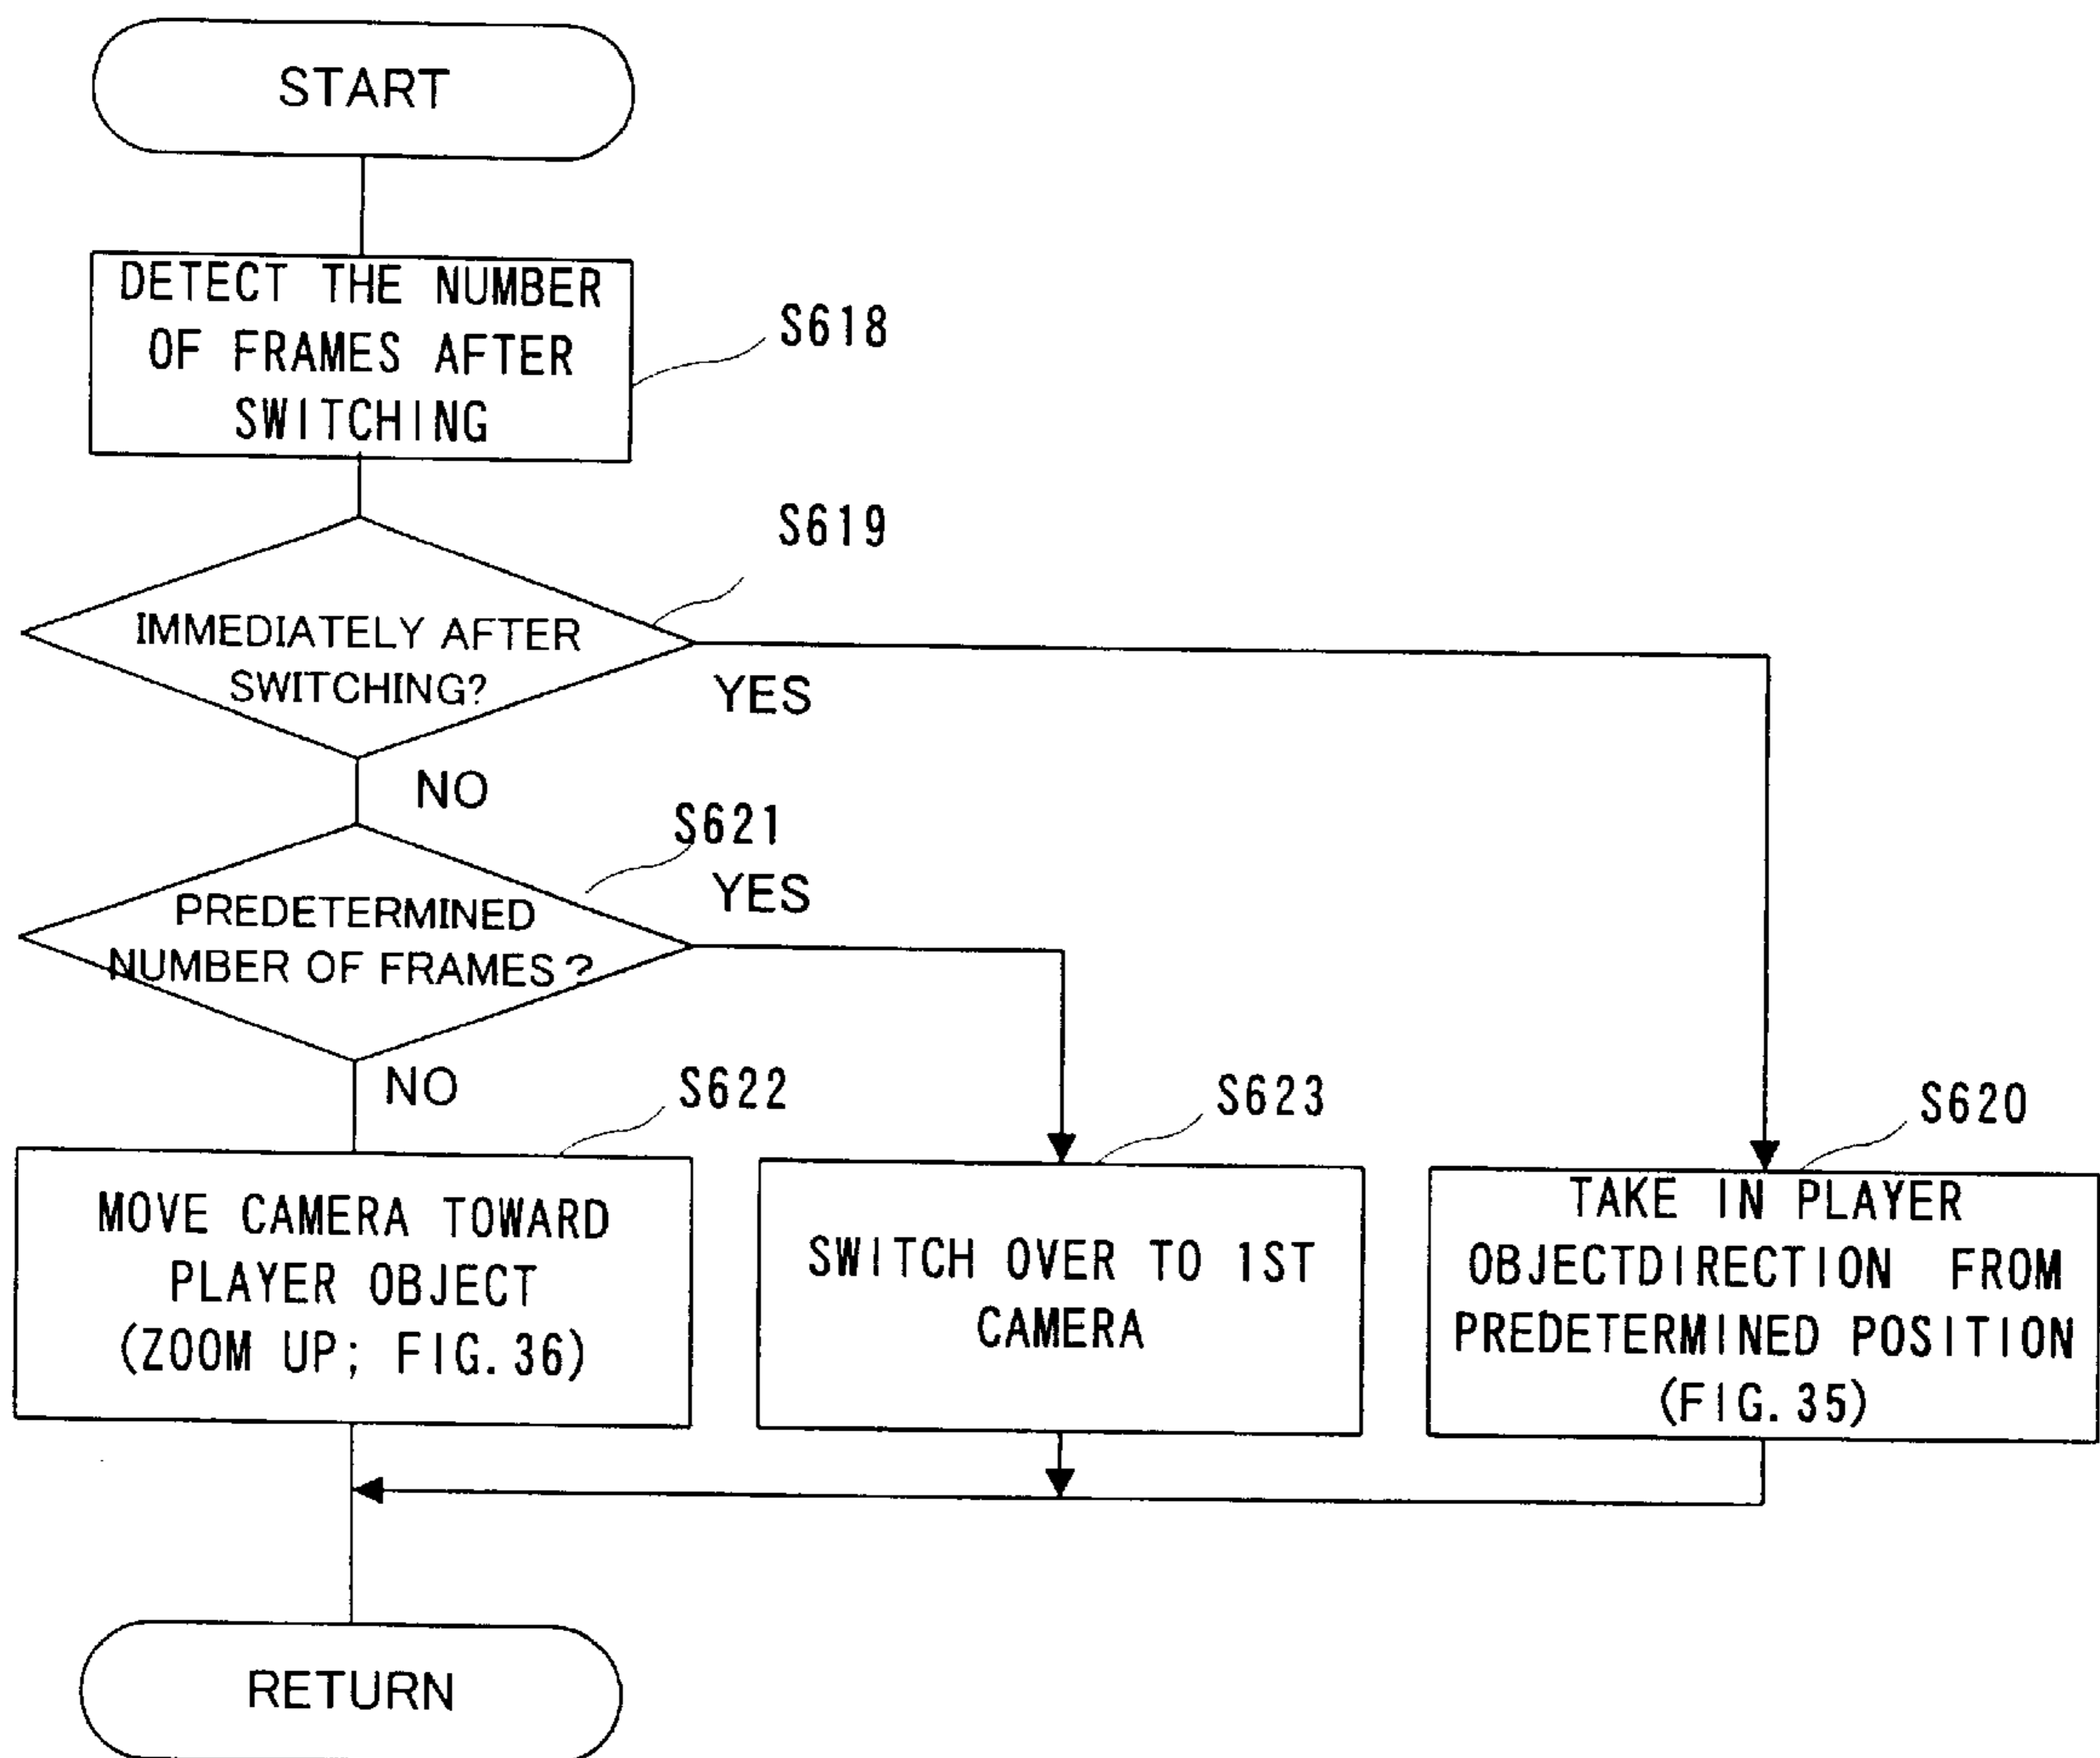 START
DETECT THE NUMBER
OF FRAMES AFTER
SWITCHING
S618
S619
IMMEDIATELY AFTER
SWITCHING?
YES
NO
S621
YES
PREDETERMINED
NUMBER OF FRAMES?
NO
S622
MOVE CAMERA TOWARD
PLAYER OBJECT
(ZOOM UP; FIG.36)
S623
SWITCH OVER TO 1ST
CAMERA
S620
TAKE IN PLAYER
OBJECTDIRECTION FROM
PREDETERMINED POSITION
(FIG.35)
RETURN